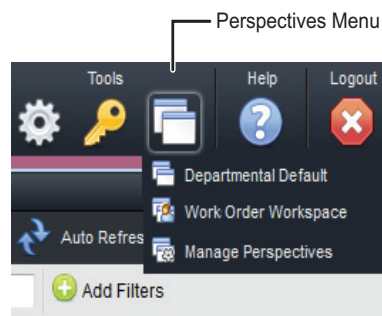 Perspectives Menu
Tools Help Logout
Departmental Default
Work Order Workspace
Auto Refres Manage Perspectives
Add Filters